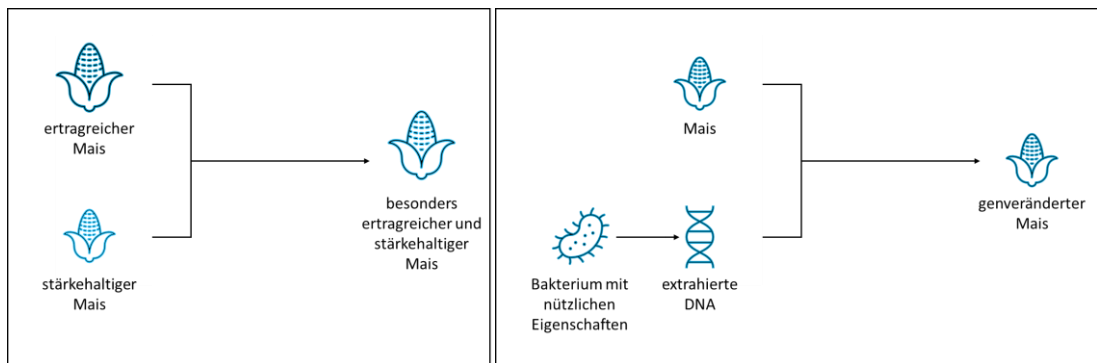 ertragreicher
Mais
stärkehaltiger
Mais
besonders
ertragreicher und
stärkehaltiger
Mais
Mais
Bakterium mit
nützlichen
Eigenschaften
extrahierte
DNA
genveränderter
Mais